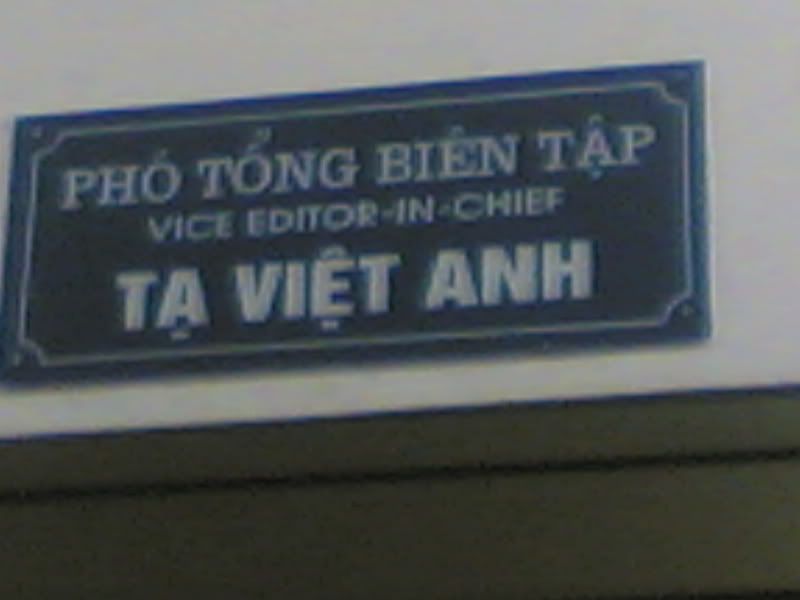 PHÓ TỔNG BIÊN TẬP
VICE EDITOR-IN-CHIEF
TẠ VIỆT ANH